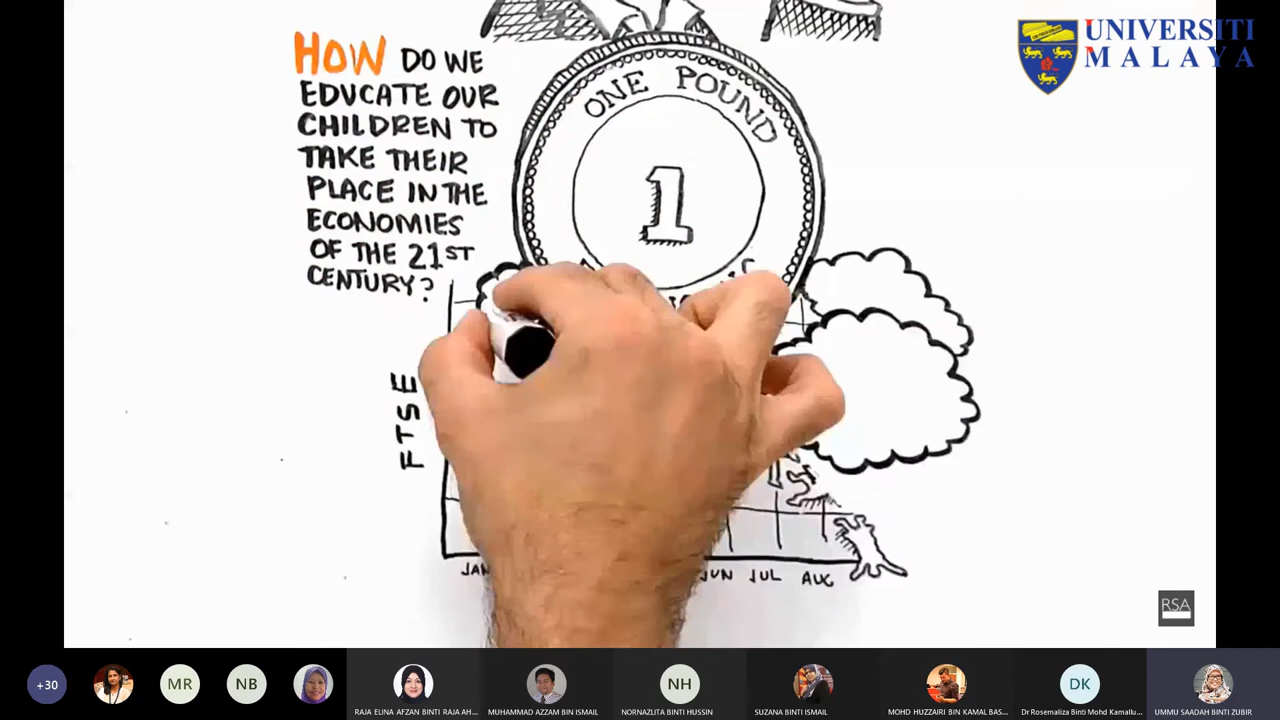 UNIVERSITI
MALAYA
HOW DO WE
EDUCATE OUR
CHILDREN TO
TAKE THEIR
PLACE IN THE
ECONOMIES
OF THE 21ST
CENTURY?
ONE POUND
1
FTSE
JUN JUL AUG
RSA
+30
MR
NB
NH
DK
RAJA ELINA AFZAN BINTI RAJA AH...
MUHAMMAD AZZAM BIN ISMAIL
NORNAZLITA BINTI HUSSIN
SUZANA BINTI ISMAIL
MOHD HUZZAIRI BIN KAMAL BAS...
Dr Rosemaliza Binti Mohd Kamallu...
UMMU SAADAH BINTI ZUBIR